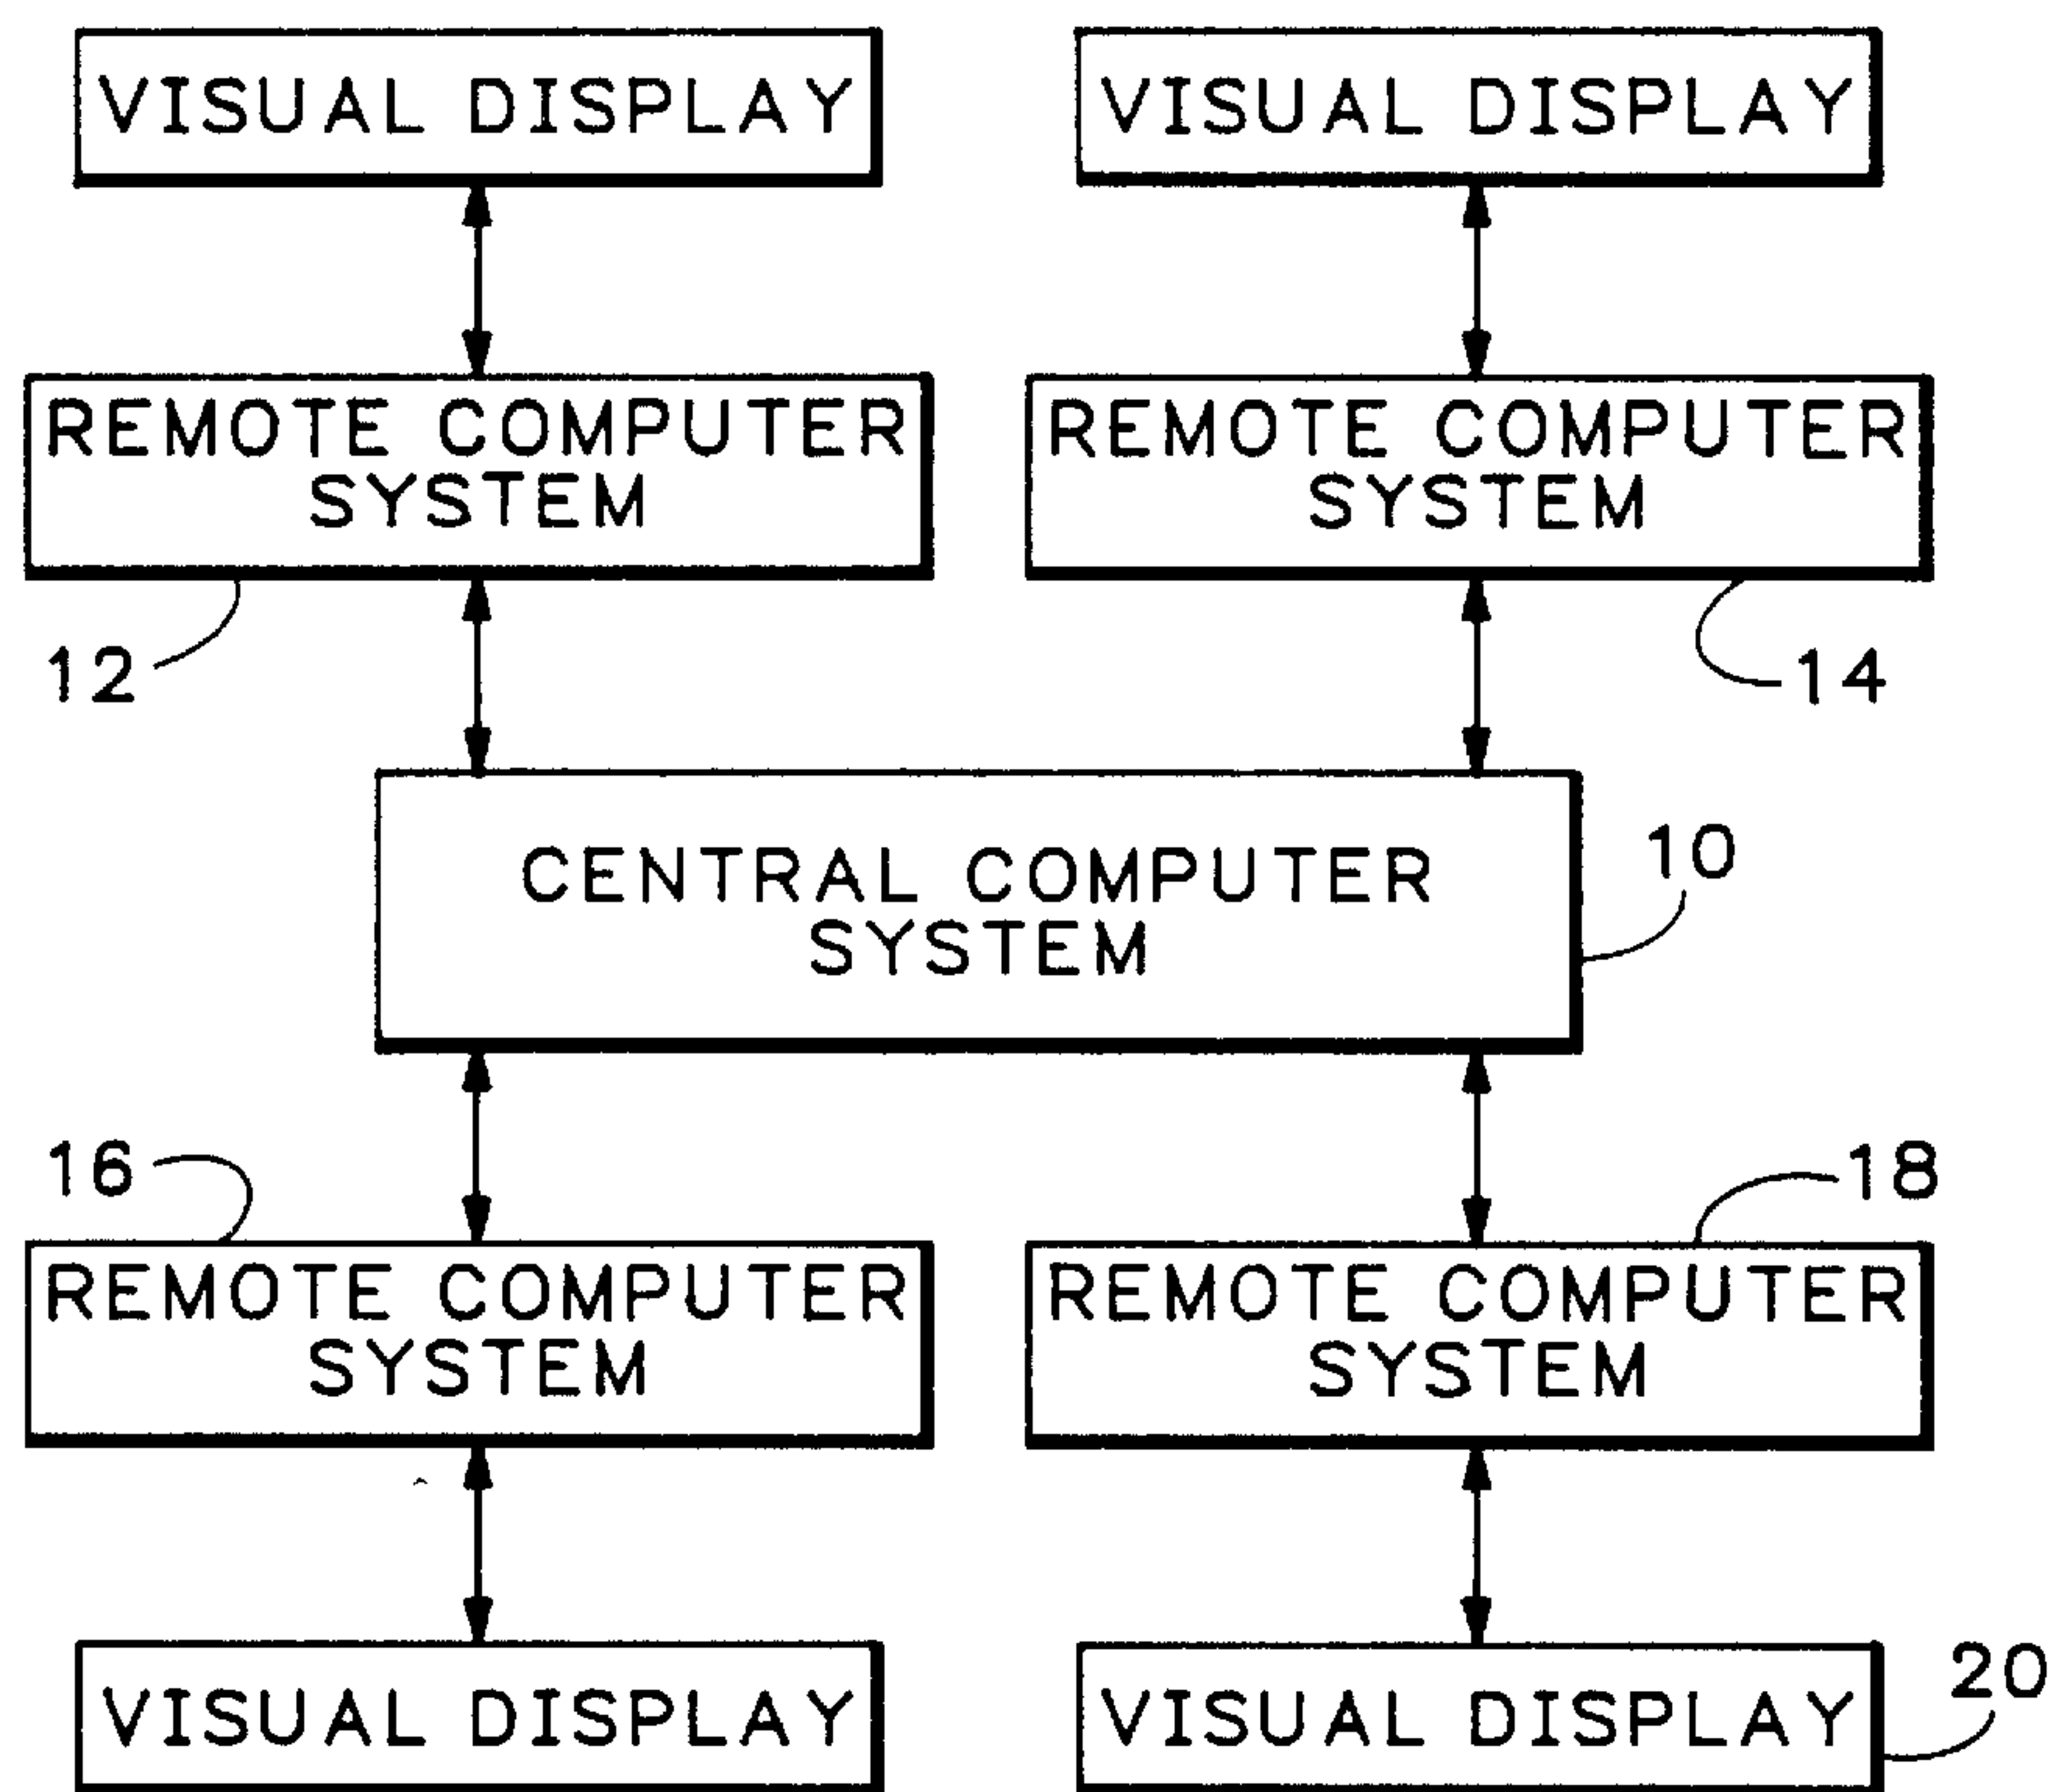 VISUAL DISPLAY
VISUAL DISPLAY
REMOTE COMPUTER
SYSTEM
REMOTE COMPUTER
SYSTEM
12
14
CENTRAL COMPUTER
SYSTEM
10
16
18
REMOTE COMPUTER
SYSTEM
REMOTE COMPUTER
SYSTEM
VISUAL DISPLAY
VISUAL DISPLAY
20